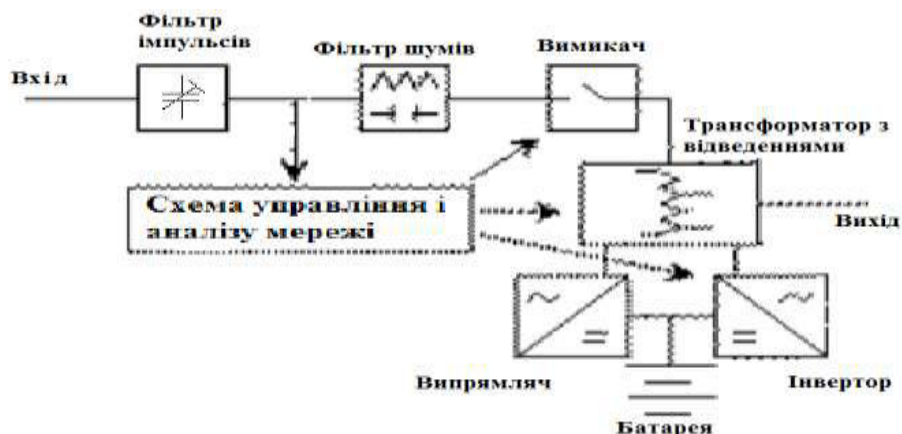 Фільтр
імпульсів
Фільтр шумів
Вимикач
Вхід
Трансформатор з
відведеннями
Схема управління і
аналізу мережі
Вихід
Випрямляч
Інвертор
Батарея